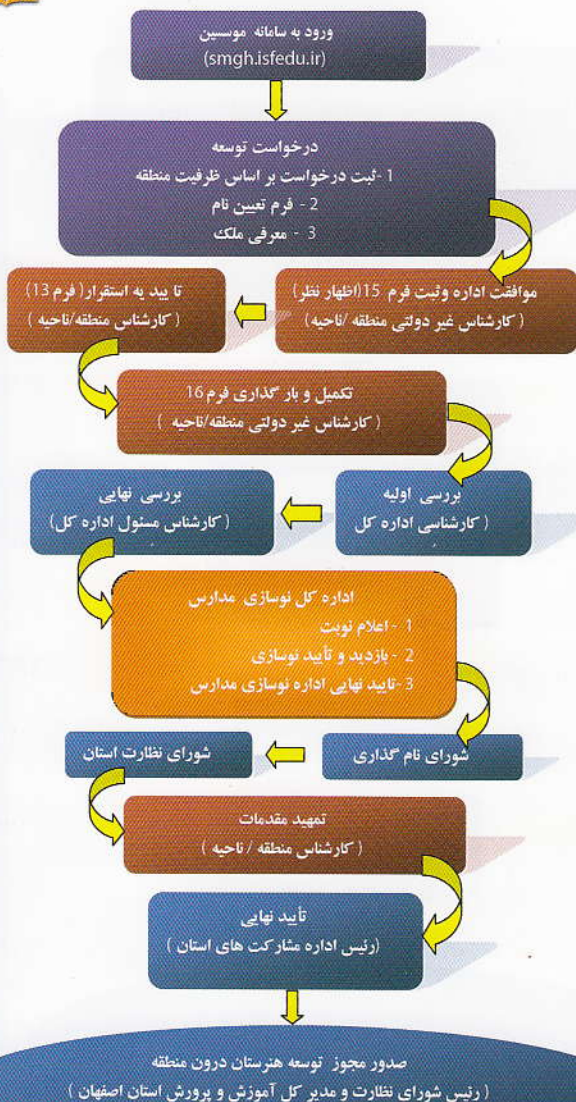 ورود به سامانه موسسین
(smgh.isfedu.ir)
درخواست توسعه
1 -ثبت درخواست بر اساس ظرفیت منطقه
2 - فرم تعیین نام
3 - معرفی ملک
موافقت اداره وثبت فرم 15(اظهار نظر)
( کارشناس غیر دولتی منطقه /ناحیه)
تا یید یه استقرار( فرم 13)
( کارشناس منطقه/ناحیه )
تکمیل و بار گذاری فرم 16
( کارشناس غیر دولتی منطقه/ناحیه )
بررسی اولیه
( کارشناسی اداره کل
بررسی نهایی
( کارشناس مسئول اداره کل)
اداره کل نوسازی مدارس
1 - اعلام نوبت
2 - بازدید و تأیید نوسازی
3 -تایید نهایی اداره نوسازی مدارس
شورای نام گذاری
شورای نظارت استان
تمهید مقدمات
( کارشناس منطقه / ناحیه )
تأیید نهایی
(رئیس اداره مشارکت های استان )
صدور مجوز توسعه هنرستان درون منطقه
( رئیس شورای نظارت و مدیر کل آموزش و پرورش استان اصفهان )